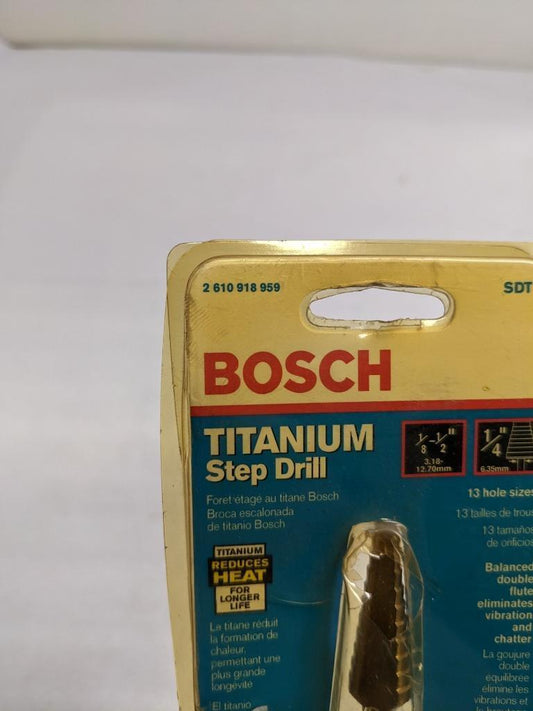 2 610 918 959
SDT
BOSCH
TITANIUM
Step Drill
1/8-1/2"
3.18-
12.70mm
1/4"
6.35mm
Foret étagé au titane Bosch
Broca escalonada
de titanio Bosch
13 hole sizes
13 tailles de trou
13 tamaños
de orificios
TITANIUM
REDUCES
HEAT
FOR
LONGER
LIFE
Balanced
double
flute
eliminates
vibration
and
chatter
Le titane réduit
la formation de
chaleur,
permettant une
plus grande
longévité
La goujure
double
équilibrée
élimine les
vibrations et
El titanio